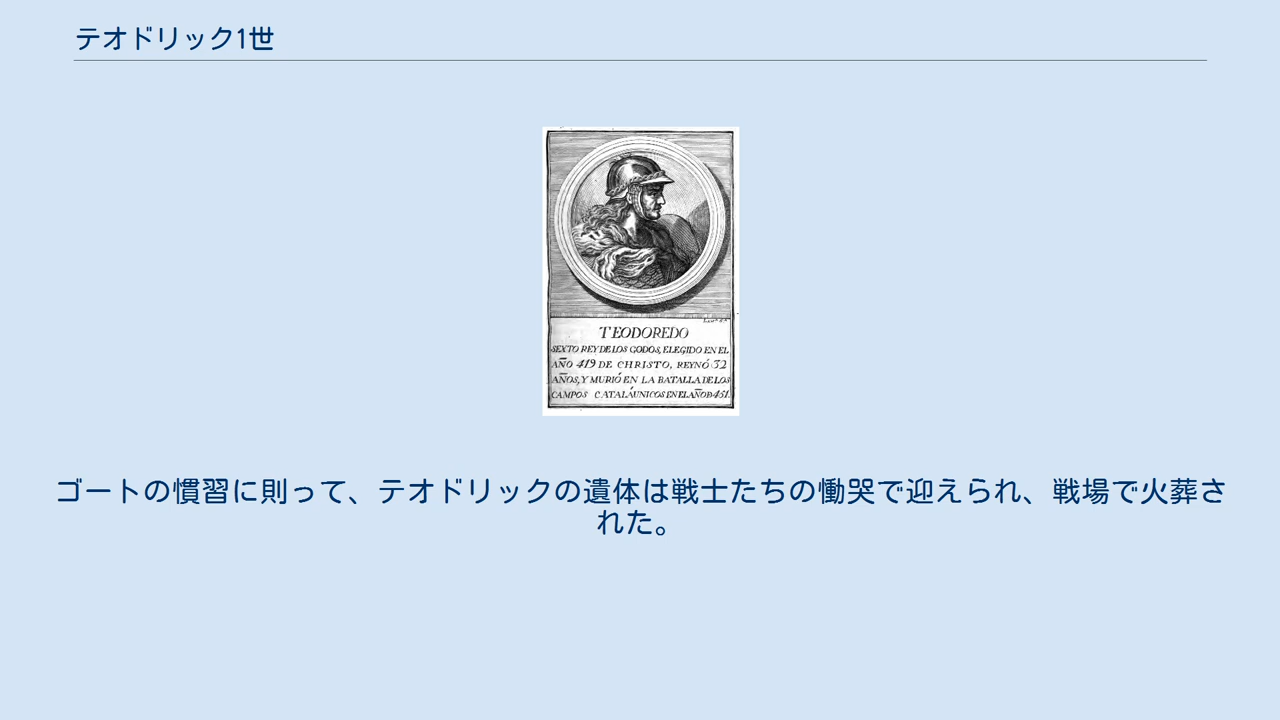 テオドリック1世
TEODOREDO
SEXTO REY DE LOS GODOS, ELEGIDO EN EL
AÑO 419 DE CHRISTO, REYNÓ 32
AÑOS, Y MURIÓ EN LA BATALLA DE LOS
CAMPOS CATALÁUNICOS EN EL AÑO D 451.
ゴートの慣習に則って、テオドリックの遺体は戦士たちの慟哭で迎えられ、戦場で火葬さ
れた。